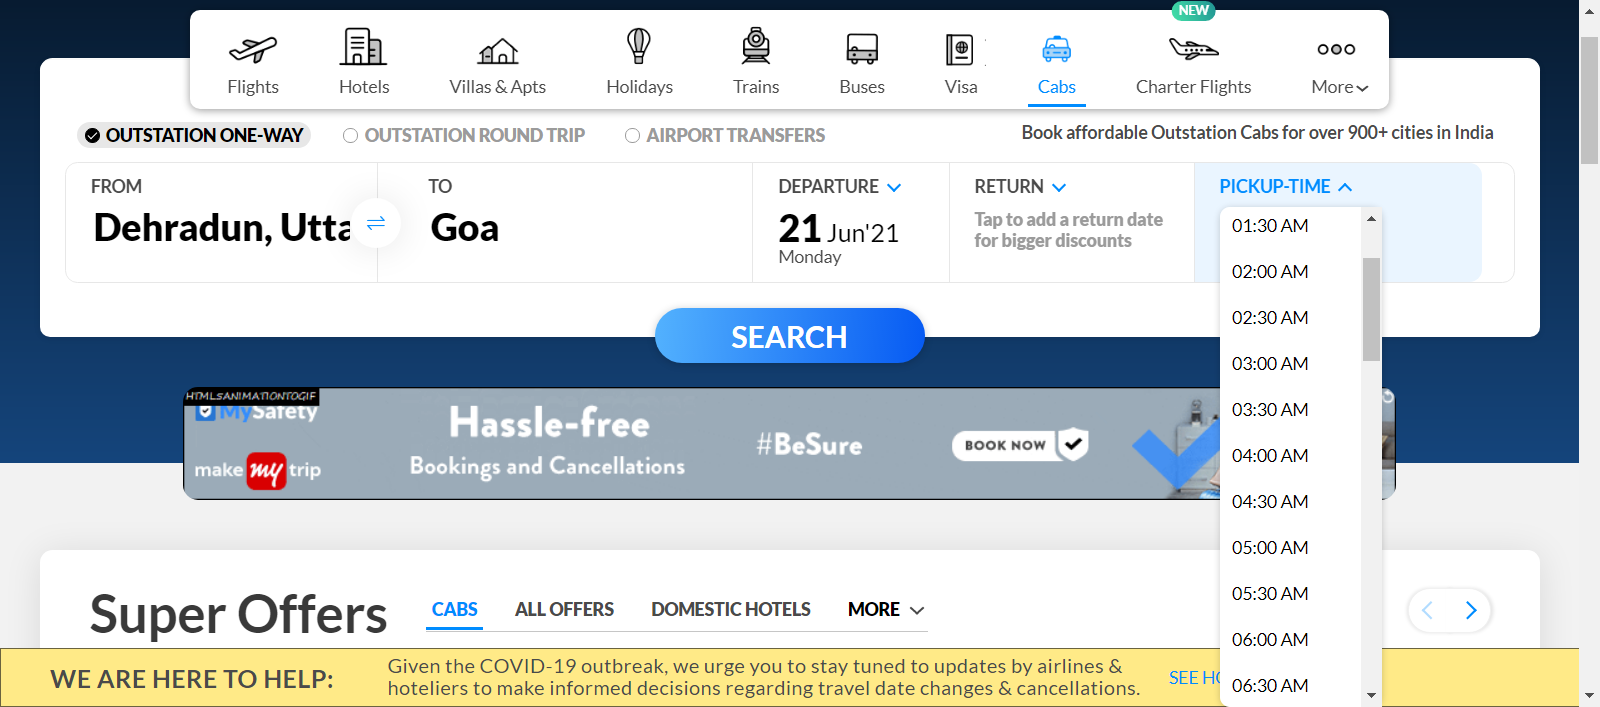 NEW
Flights
Hotels
Villas & Apts
Holidays
Trains
Buses
Visa
Cabs
Charter Flights
More
OUTSTATION ONE-WAY
OUTSTATION ROUND TRIP
AIRPORT TRANSFERS
Book affordable Outstation Cabs for over 900+ cities in India
FROM
Dehradun, Utta
TO
Goa
DEPARTURE
21 Jun'21
Monday
RETURN
Tap to add a return date
for bigger discounts
PICKUP-TIME
01:30 AM
02:00 AM
02:30 AM
03:00 AM
03:30 AM
04:00 AM
04:30 AM
05:00 AM
05:30 AM
06:00 AM
06:30 AM
SEARCH
HTML5ANIMATIONTOGIF
MySafety
make my trip
Hassle-free
Bookings and Cancellations
#BeSure
BOOK NOW
Super Offers
CABS
ALL OFFERS
DOMESTIC HOTELS
MORE
WE ARE HERE TO HELP:
Given the COVID-19 outbreak, we urge you to stay tuned to updates by airlines &
hoteliers to make informed decisions regarding travel date changes & cancellations.
SEE